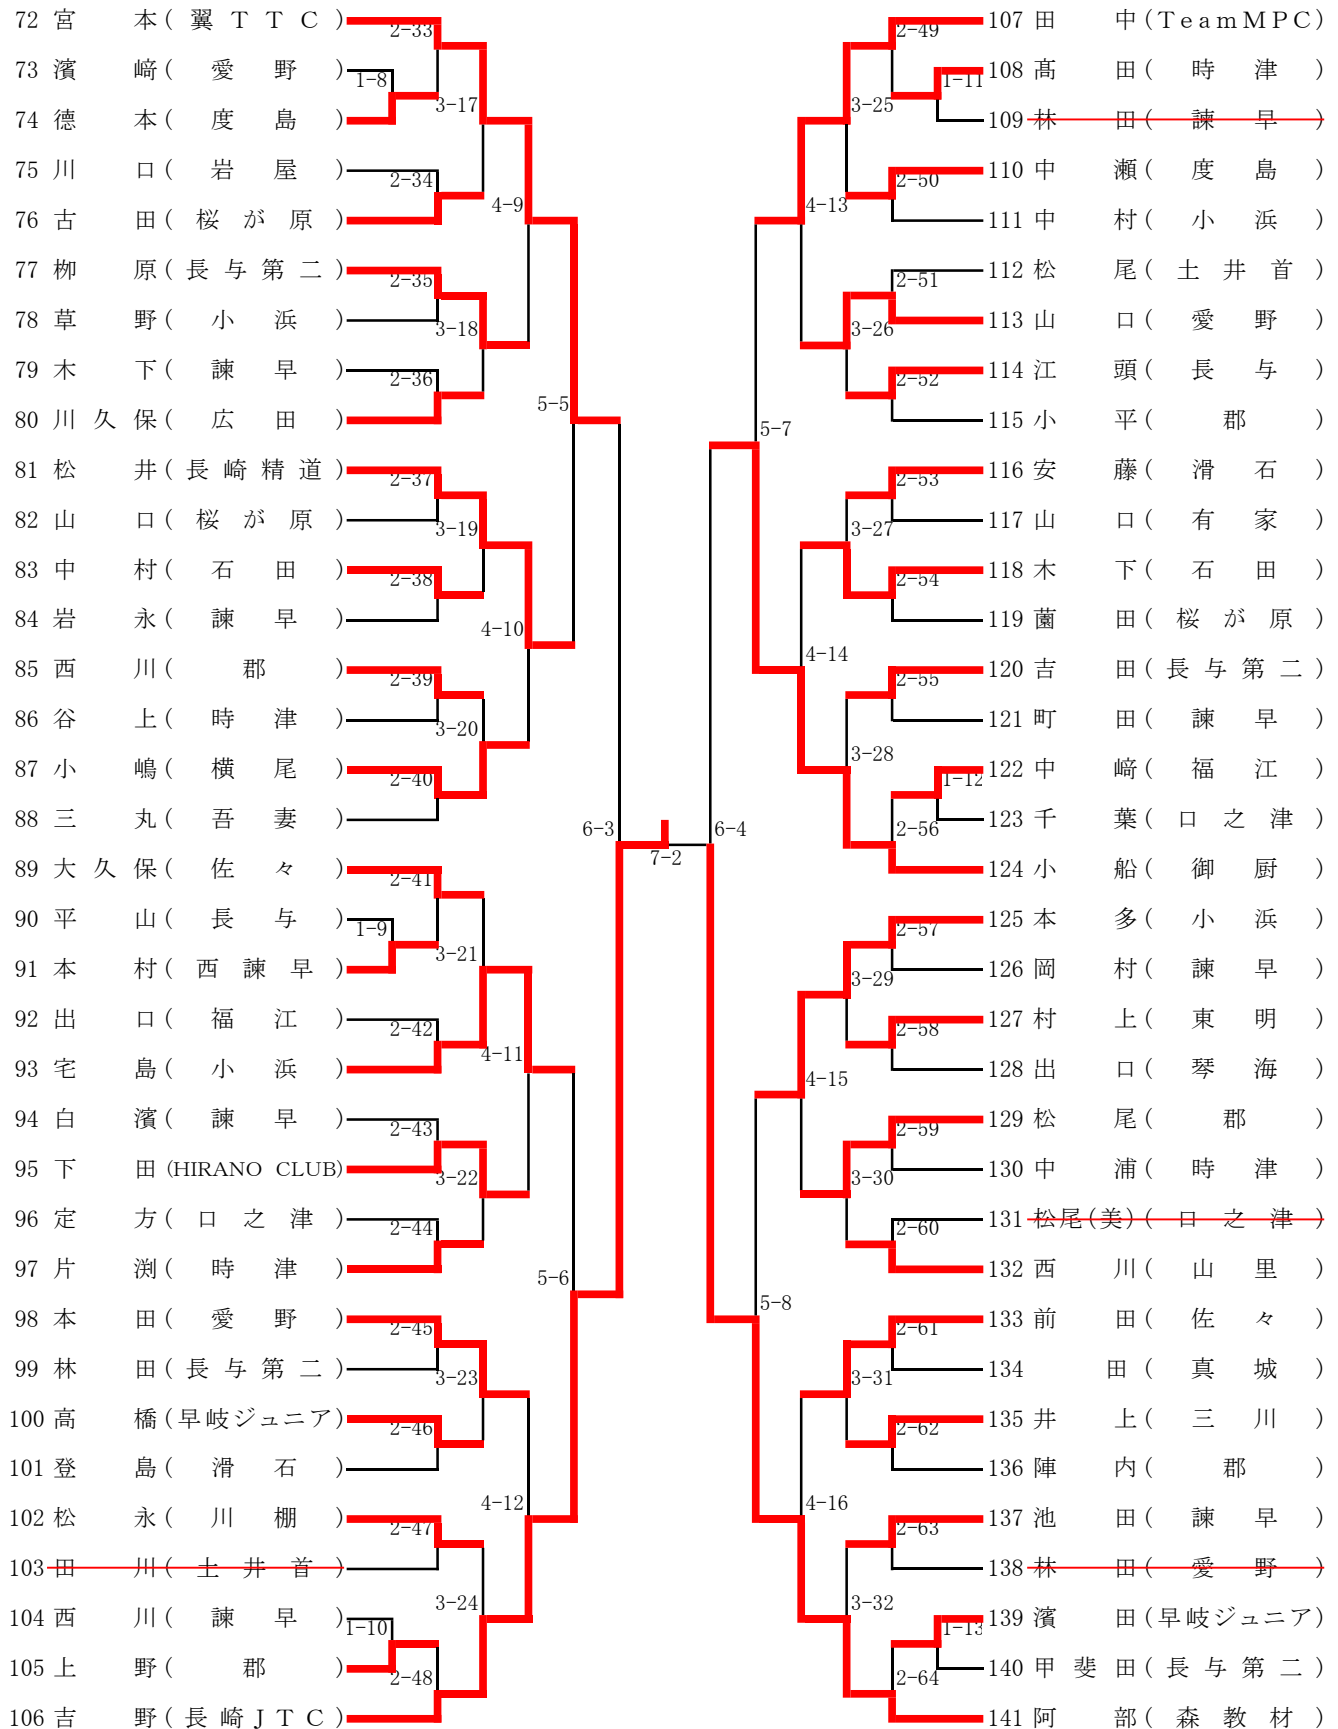 72 宮 本 ( 翼 T T C )
2-33
73 濱 﨑 ( 愛 野 )
1-8
3-17
74 德 本 ( 度 島 )
75 川 口 ( 岩 屋 )
2-34
4-9
76 古 田 ( 桜 が 原 )
77 栁 原 ( 長 与 第 二 )
2-35
78 草 野 ( 小 浜 )
3-18
79 木 下 ( 諫 早 )
2-36
5-5
80 川 久 保 ( 広 田 )
81 松 井 ( 長 崎 精 道 )
2-37
82 山 口 ( 桜 が 原 )
3-19
83 中 村 ( 石 田 )
2-38
84 岩 永 ( 諫 早 )
4-10
85 西 川 ( 郡 )
2-39
86 谷 上 ( 時 津 )
3-20
87 小 嶋 ( 横 尾 )
2-40
88 三 丸 ( 吾 妻 )
6-3
7-2
89 大 久 保 ( 佐 々 )
2-41
90 平 山 ( 長 与 )
1-9
3-21
91 本 村 ( 西 諫 早 )
92 出 口 ( 福 江 )
2-42
4-11
93 宅 島 ( 小 浜 )
94 白 濱 ( 諫 早 )
2-43
95 下 田 (HIRANO CLUB)
3-22
96 定 方 ( 口 之 津 )
2-44
97 片 渕 ( 時 津 )
5-6
98 本 田 ( 愛 野 )
2-45
99 林 田 ( 長 与 第 二 )
3-23
100 高 橋 (早岐ジュニア)
2-46
101 登 島 ( 滑 石 )
4-12
102 松 永 ( 川 棚 )
2-47
103 田 川 ( 土 井 首 )
3-24
104 西 川 ( 諫 早 )
1-10
105 上 野 ( 郡 )
2-48
106 吉 野 ( 長 崎 J T C )
107 田 中 (TeamMPC)
2-49
108 髙 田 ( 時 津 )
1-11
3-25
109 林 田 ( 諫 早 )
110 中 瀬 ( 度 島 )
2-50
4-13
111 中 村 ( 小 浜 )
112 松 尾 ( 土 井 首 )
2-51
113 山 口 ( 愛 野 )
3-26
114 江 頭 ( 長 与 )
2-52
115 小 平 ( 郡 )
5-7
116 安 藤 ( 滑 石 )
2-53
117 山 口 ( 有 家 )
3-27
118 木 下 ( 石 田 )
2-54
119 薗 田 ( 桜 が 原 )
4-14
120 吉 田 ( 長 与 第 二 )
2-55
121 町 田 ( 諫 早 )
3-28
122 中 﨑 ( 福 江 )
1-12
123 千 葉 ( 口 之 津 )
6-4
2-56
124 小 船 ( 御 厨 )
125 本 多 ( 小 浜 )
2-57
126 岡 村 ( 諫 早 )
3-29
127 村 上 ( 東 明 )
2-58
128 出 口 ( 琴 海 )
4-15
129 松 尾 ( 郡 )
2-59
130 中 浦 ( 時 津 )
3-30
131 松尾(美) ( 口 之 津 )
2-60
132 西 川 ( 山 里 )
5-8
133 前 田 ( 佐 々 )
2-61
134 田 ( 真 城 )
3-31
135 井 上 ( 三 川 )
2-62
136 陣 内 ( 郡 )
4-16
137 池 田 ( 諫 早 )
2-63
138 林 田 ( 愛 野 )
3-32
139 濱 田 (早岐ジュニア)
1-13
140 甲 斐 田 ( 長 与 第 二 )
2-64
141 阿 部 ( 森 教 材 )